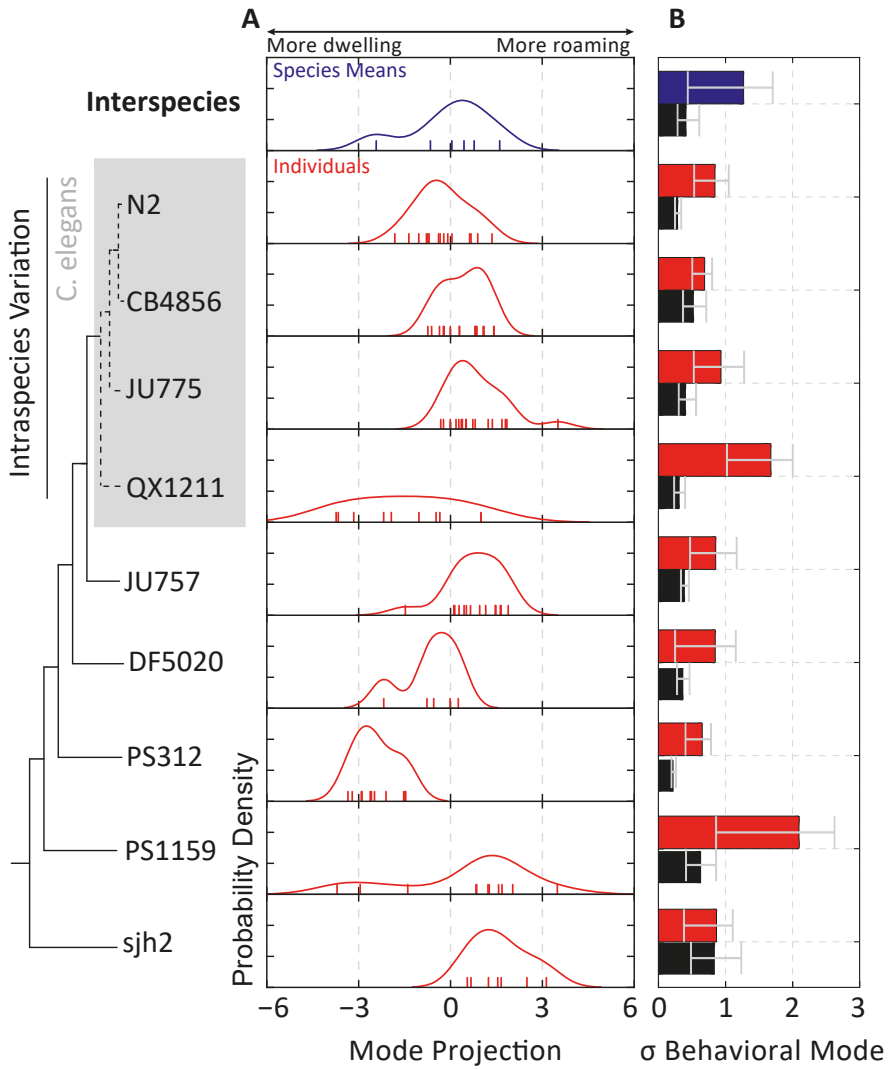 A
B
More dwelling
More roaming
Species Means
Interspecies
Individuals
Intraspecies Variation
C. elegans
N2
CB4856
JU775
QX1211
JU757
DF5020
PS312
PS1159
sjh2
Probability Density
−6 −3 0 3 6
0 1 2 3
Mode Projection
σ Behavioral Mode